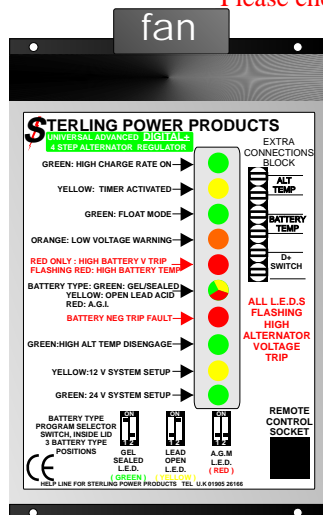 Please che
fan
STERLING POWER PRODUCTS
UNIVERSAL ADVANCED DIGITAL+
4 STEP ALTERNATOR REGULATOR
EXTRA
CONNECTIONS
BLOCK
GREEN: HIGH CHARGE RATE ON
ALT
TEMP
YELLOW: TIMER ACTIVATED
GREEN: FLOAT MODE
BATTERY
TEMP
ORANGE: LOW VOLTAGE WARNING
D+
SWITCH
RED ONLY : HIGH BATTERY V TRIP
FLASHING RED: HIGH BATTERY TEMP
BATTERY TYPE: GREEN: GEL/SEALED
YELLOW: OPEN LEAD ACID
RED: A.G.I.
ALL L.E.D.S
FLASHING
HIGH
ALTERNATOR
VOLTAGE
TRIP
BATTERY NEG TRIP FAULT
GREEN:HIGH ALT TEMP DISENGAGE
YELLOW:12 V SYSTEM SETUP
GREEN: 24 V SYSTEM SETUP
BATTERY TYPE
PROGRAM SELECTOR
SWITCH, INSIDE LID
3 BATTERY TYPE
POSITIONS
ON
1 2
ON
1 2
ON
1 2
REMOTE
CONTROL
SOCKET
CE
GEL
SEALED
L.E.D.
( GREEN )
LEAD
OPEN
L.E.D.
( YELLOW )
A.G.M
L.E.D.
( RED )
HELP LINE FOR STERLING POWER PRODUCTS TEL U.K 01905 26166